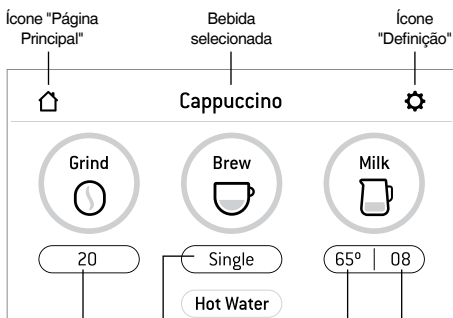 Ícone "Página
Principal"
Bebida
selecionada
Ícone
"Definição"
Cappuccino
Grind
Brew
Milk
20
Single
65º | 08
Hot Water